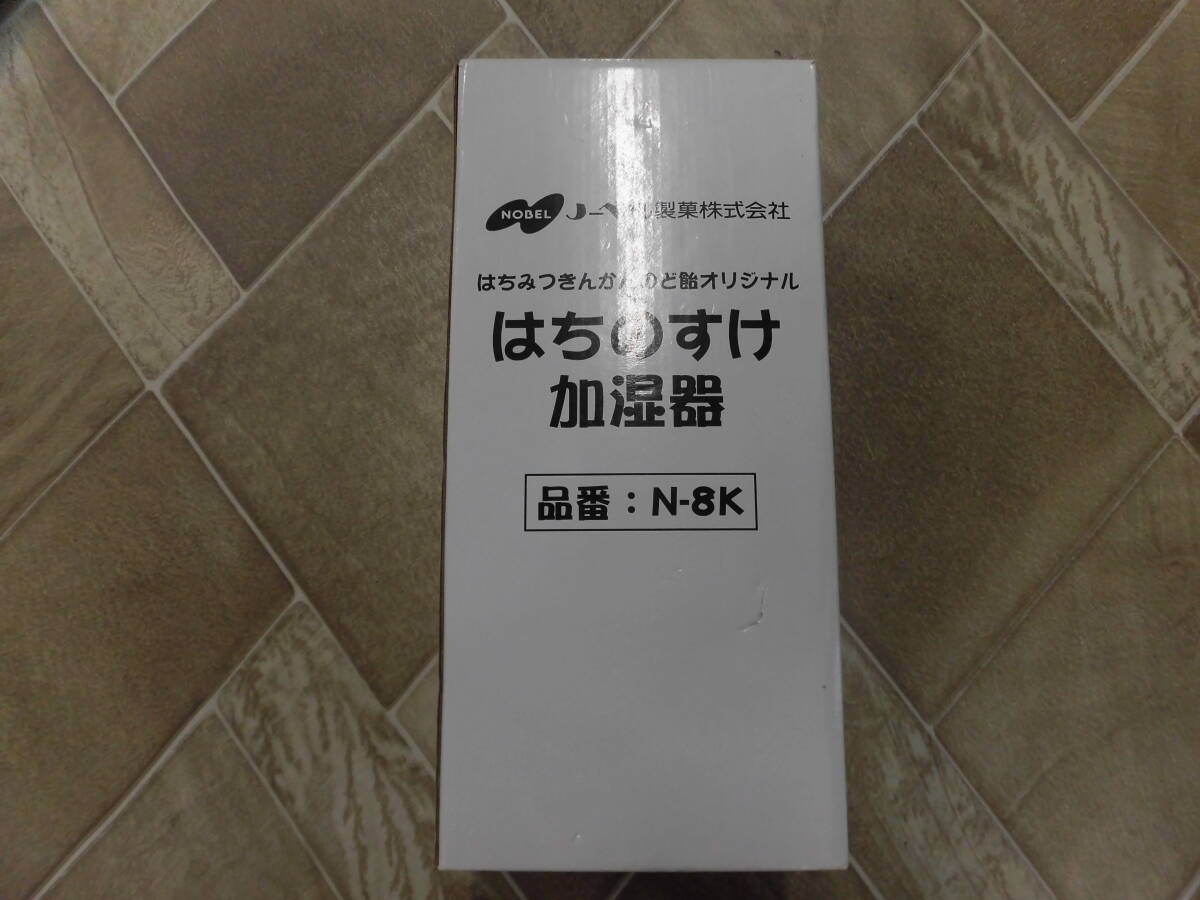 NOBEL ノーベル製菓株式会社
はちみつきんかんのど飴オリジナル
はちのすけ
加湿器
品番：N-8K